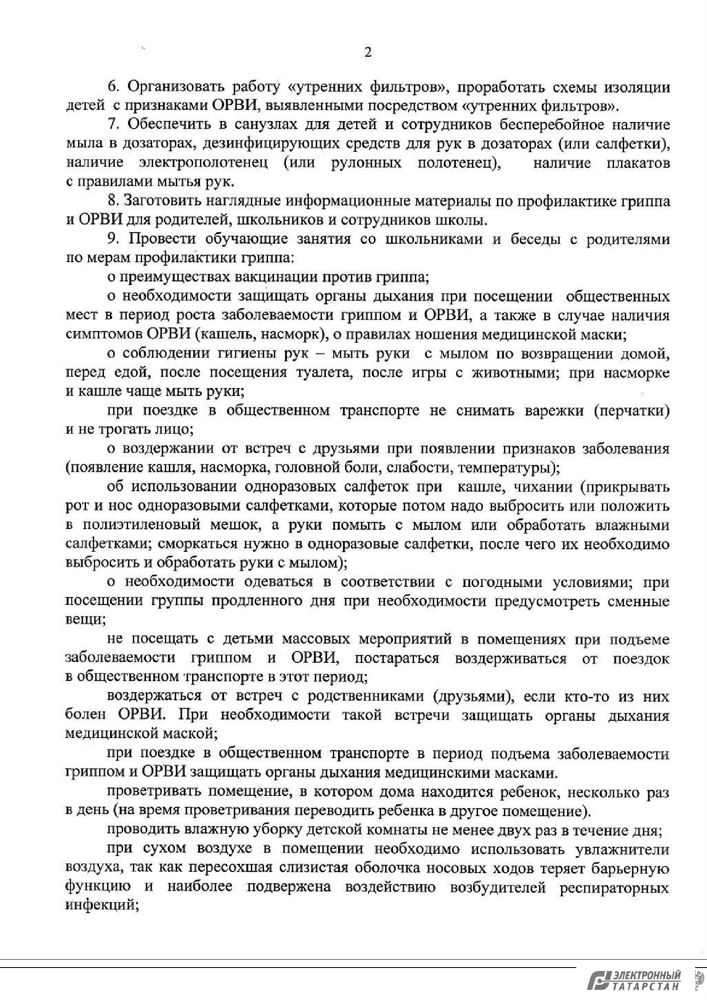 2
6. Организовать работу «утренних фильтров», проработать схемы изоляции
детей с признаками ОРВИ, выявленными посредством «утренних фильтров».
7. Обеспечить в санузлах для детей и сотрудников бесперебойное наличие
мыла в дозаторах, дезинфицирующих средств для рук в дозаторах (или салфетки),
наличие электрополотенец (или рулонных полотенец), наличие плакатов
с правилами мытья рук.
8. Заготовить наглядные информационные материалы по профилактике гриппа
и ОРВИ для родителей, школьников и сотрудников школы.
9. Провести обучающие занятия со школьниками и беседы с родителями
по мерам профилактики гриппа:
о преимуществах вакцинации против гриппа;
о необходимости защищать органы дыхания при посещении общественных
мест в период роста заболеваемости гриппом и ОРВИ, а также в случае наличия
симптомов ОРВИ (кашель, насморк), о правилах ношения медицинской маски;
о соблюдении гигиены рук – мыть руки с мылом по возвращении домой,
перед едой, после посещения туалета, после игры с животными; при насморке
и кашле чаще мыть руки;
при поездке в общественном транспорте не снимать варежки (перчатки)
и не трогать лицо;
о воздержании от встреч с друзьями при появлении признаков заболевания
(появление кашля, насморка, головной боли, слабости, температуры);
об использовании одноразовых салфеток при кашле, чихании (прикрывать
рот и нос одноразовыми салфетками, которые потом надо выбросить или положить
в полиэтиленовый мешок, а руки помыть с мылом или обработать влажными
салфетками; сморкаться нужно в одноразовые салфетки, после чего их необходимо
выбросить и обработать руки с мылом);
о необходимости одеваться в соответствии с погодными условиями; при
посещении группы продленного дня при необходимости предусмотреть сменные
вещи;
не посещать с детьми массовых мероприятий в помещениях при подъеме
заболеваемости гриппом и ОРВИ, постараться воздерживаться от поездок
в общественном транспорте в этот период;
воздержаться от встреч с родственниками (друзьями), если кто-то из них
болен ОРВИ. При необходимости такой встречи защищать органы дыхания
медицинской маской;
при поездке в общественном транспорте в период подъема заболеваемости
гриппом и ОРВИ защищать органы дыхания медицинскими масками.
проветривать помещение, в котором дома находится ребенок, несколько раз
в день (на время проветривания переводить ребенка в другое помещение).
проводить влажную уборку детской комнаты не менее двух раз в течение дня;
при сухом воздухе в помещении необходимо использовать увлажнители
воздуха, так как пересохшая слизистая оболочка носовых ходов теряет барьерную
функцию и наиболее подвержена воздействию возбудителей респираторных
инфекций;
ЭЛЕКТРОННЫЙ
ТАТАРСТАН